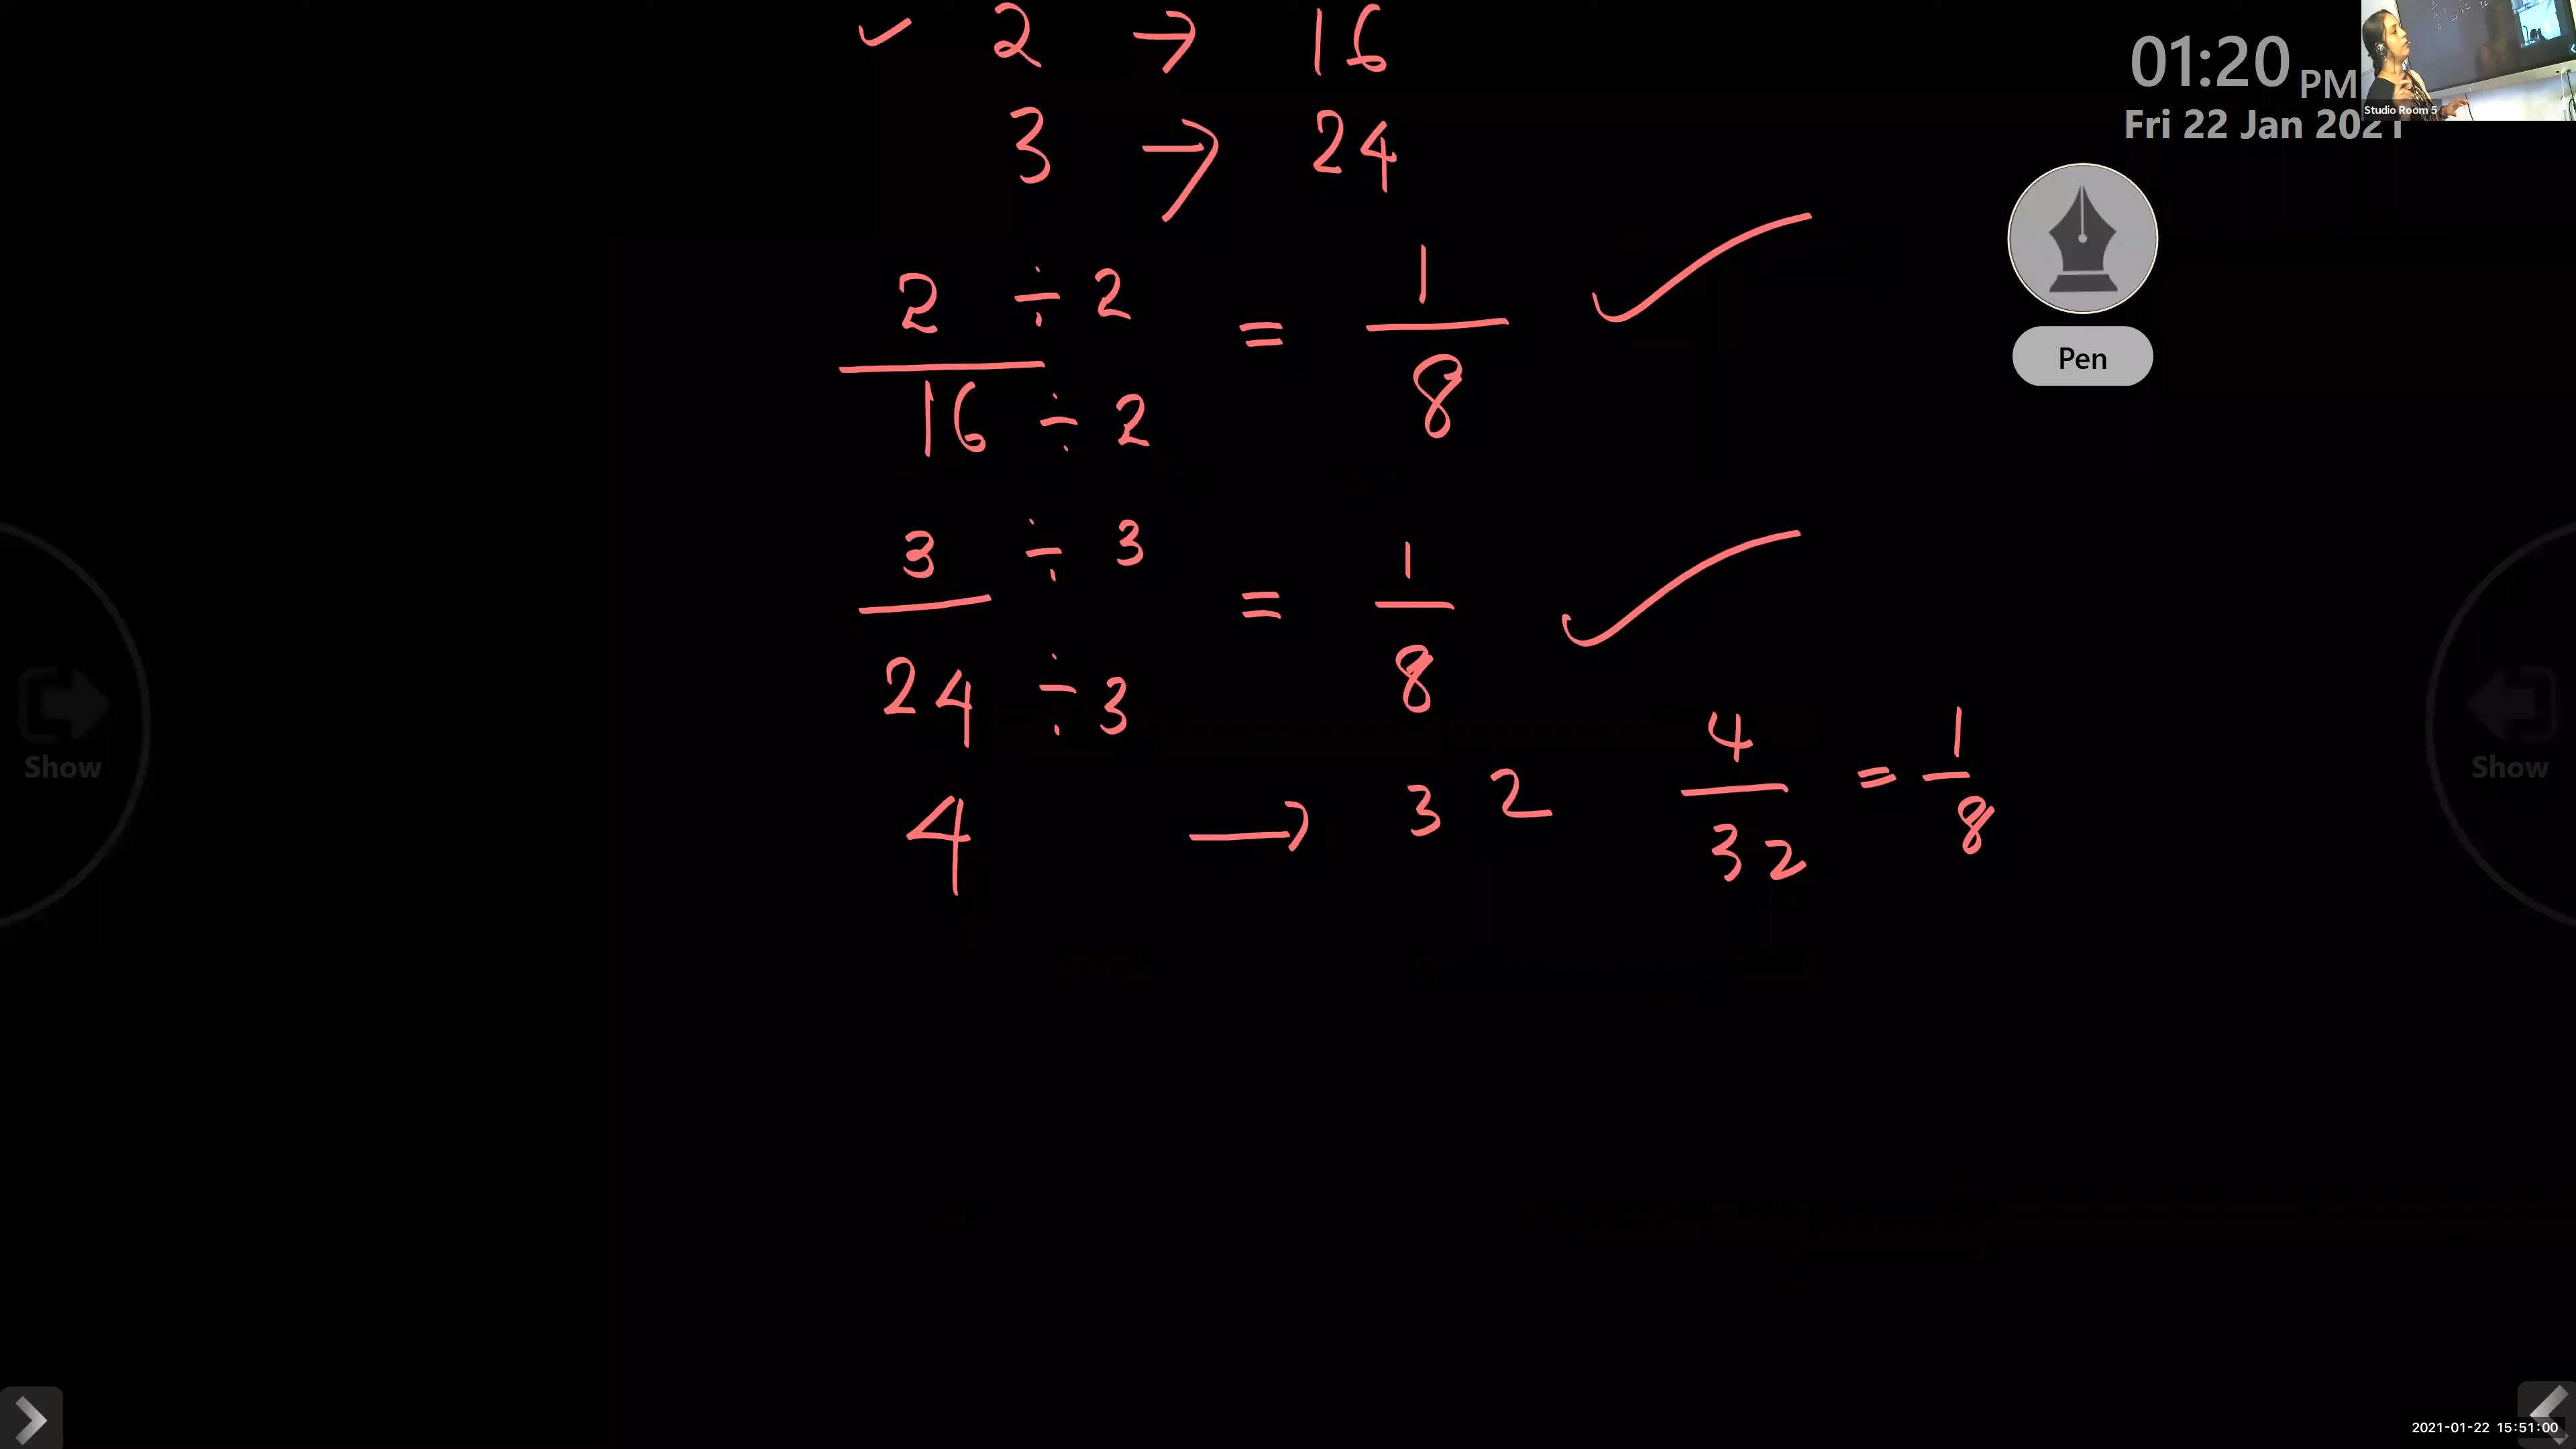 ✓ 2 → 16
01:20 PM
Studio Room 5
Fri 22 Jan 2021
3 → 24
2 ÷ 2 = 1 ✓
16 ÷ 2 8
Pen
3 ÷ 3 = 1 ✓
24 ÷ 3 8
4 → 32 4 = 1
32 8
Show
Show
2021-01-22 15:51:00